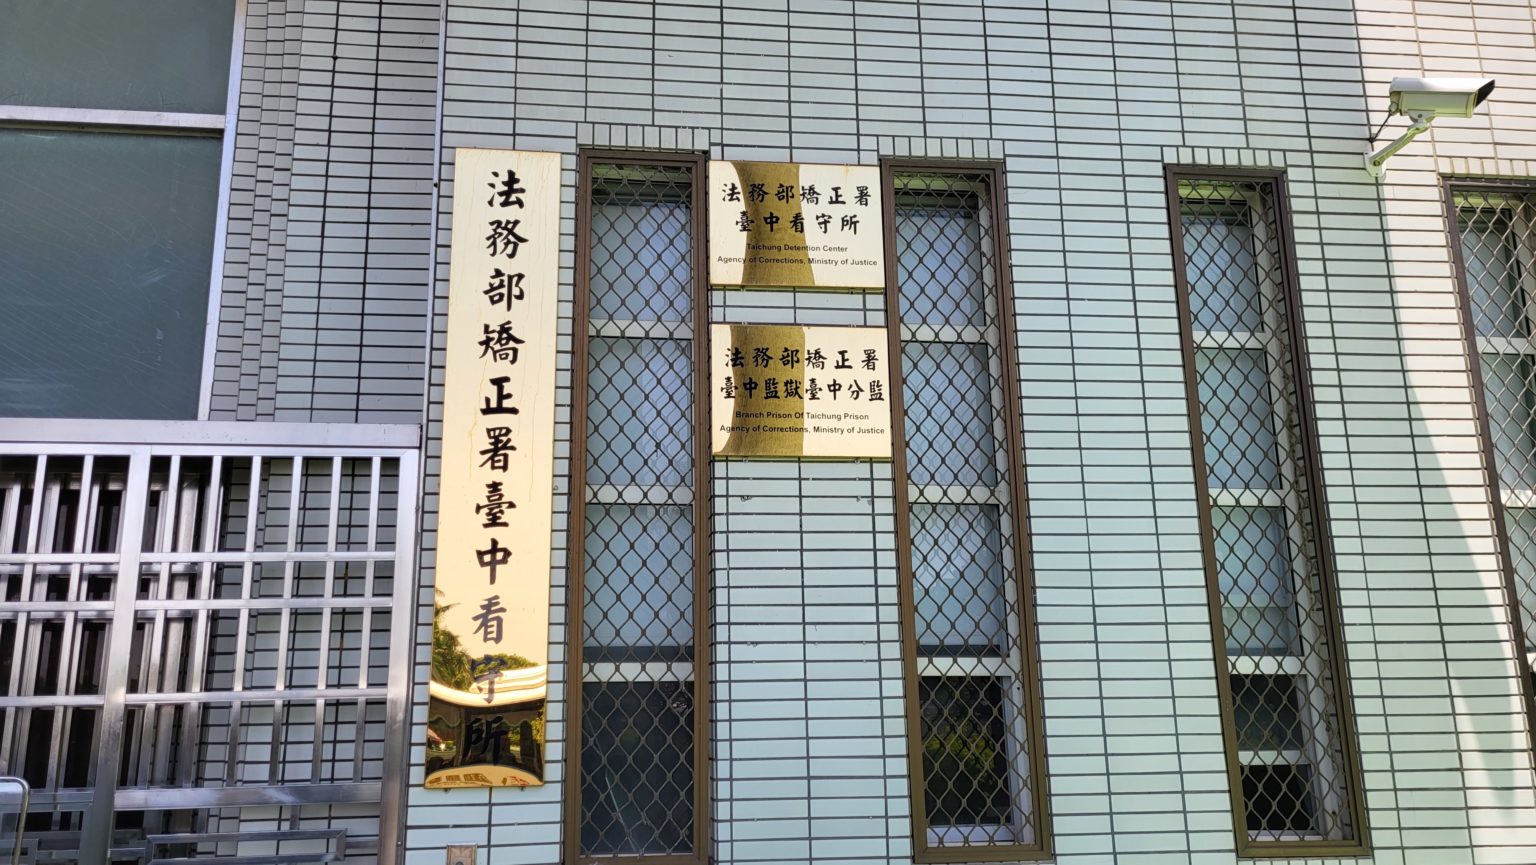 法務部矯正署臺中看守所
法務部矯正署
臺中看守所
Taichung Detention Center
Agency of Corrections, Ministry of Justice
法務部矯正署
臺中監獄臺中分監
Branch Prison Of Taichung Prison
Agency of Corrections, Ministry of Justice